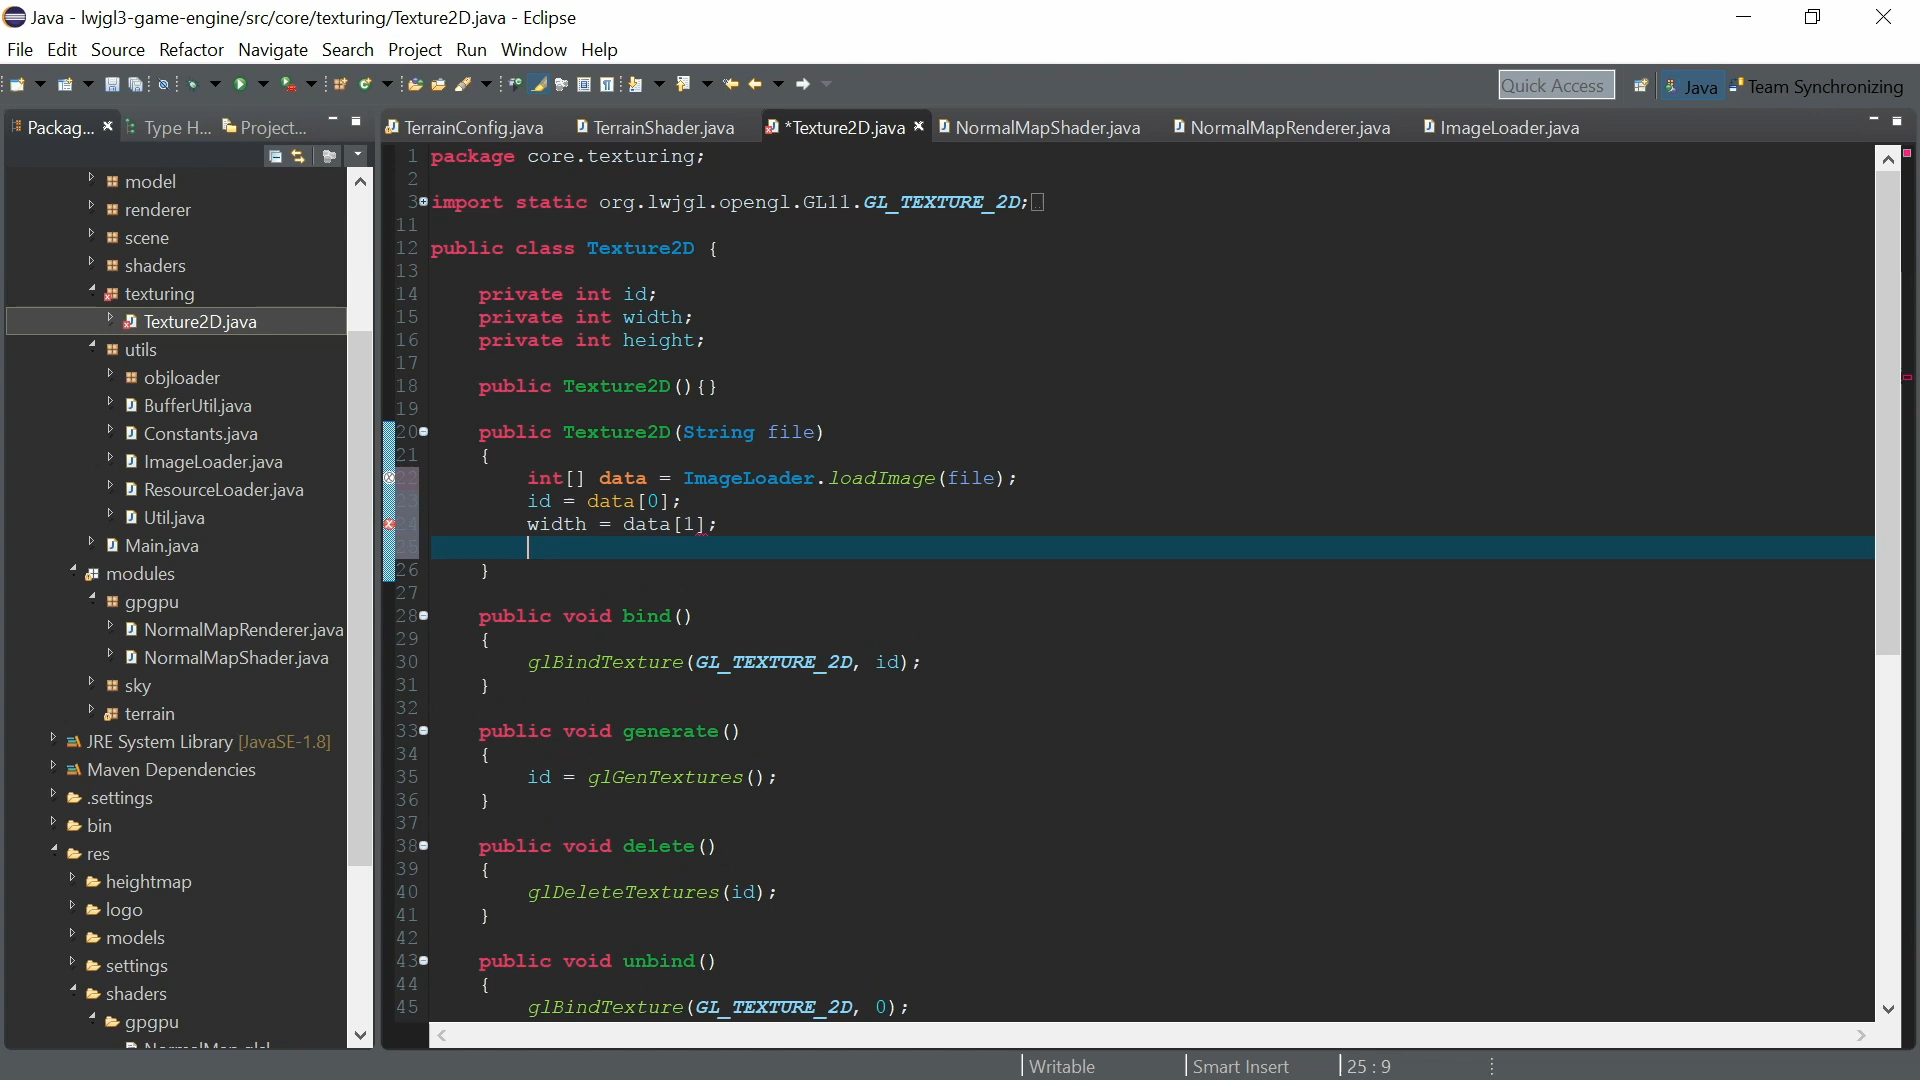 Java - lwjgl3-game-engine/src/core/texturing/Texture2D.java - Eclipse
File Edit Source Refactor Navigate Search Project Run Window Help
Quick Access Java Team Synchronizing
Packag... Type H... Project...
TerrainConfig.java TerrainShader.java *Texture2D.java NormalMapShader.java NormalMapRenderer.java ImageLoader.java
model
renderer
scene
shaders
texturing
Texture2D.java
utils
objloader
BufferUtil.java
Constants.java
ImageLoader.java
ResourceLoader.java
Util.java
Main.java
modules
gpgpu
NormalMapRenderer.java
NormalMapShader.java
sky
terrain
JRE System Library [JavaSE-1.8]
Maven Dependencies
.settings
bin
res
heightmap
logo
models
settings
shaders
gpgpu
1 package core.texturing;
2
3 import static org.lwjgl.opengl.GL11.GL_TEXTURE_2D;
11
12 public class Texture2D {
13
14 private int id;
15 private int width;
16 private int height;
17
18 public Texture2D(){}
19
20 public Texture2D(String file)
21 {
22 int[] data = ImageLoader.loadImage(file);
23 id = data[0];
24 width = data[1];
25
26 }
27
28 public void bind()
29 {
30 glBindTexture(GL_TEXTURE_2D, id);
31 }
32
33 public void generate()
34 {
35 id = glGenTextures();
36 }
37
38 public void delete()
39 {
40 glDeleteTextures(id);
41 }
42
43 public void unbind()
44 {
45 glBindTexture(GL_TEXTURE_2D, 0);
Writable Smart Insert 25 : 9